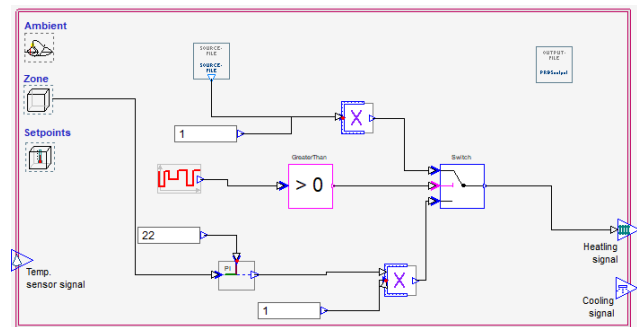 Ambient
SOURCE-
FILE
SOURCE-
FILE
OUTPUT-
FILE
Zone
1
X
Setpoints
GreaterThan
Switch
> 0
22
PI
X
Temp.
sensor signal
1
Heatling
signal
Cooling
signal